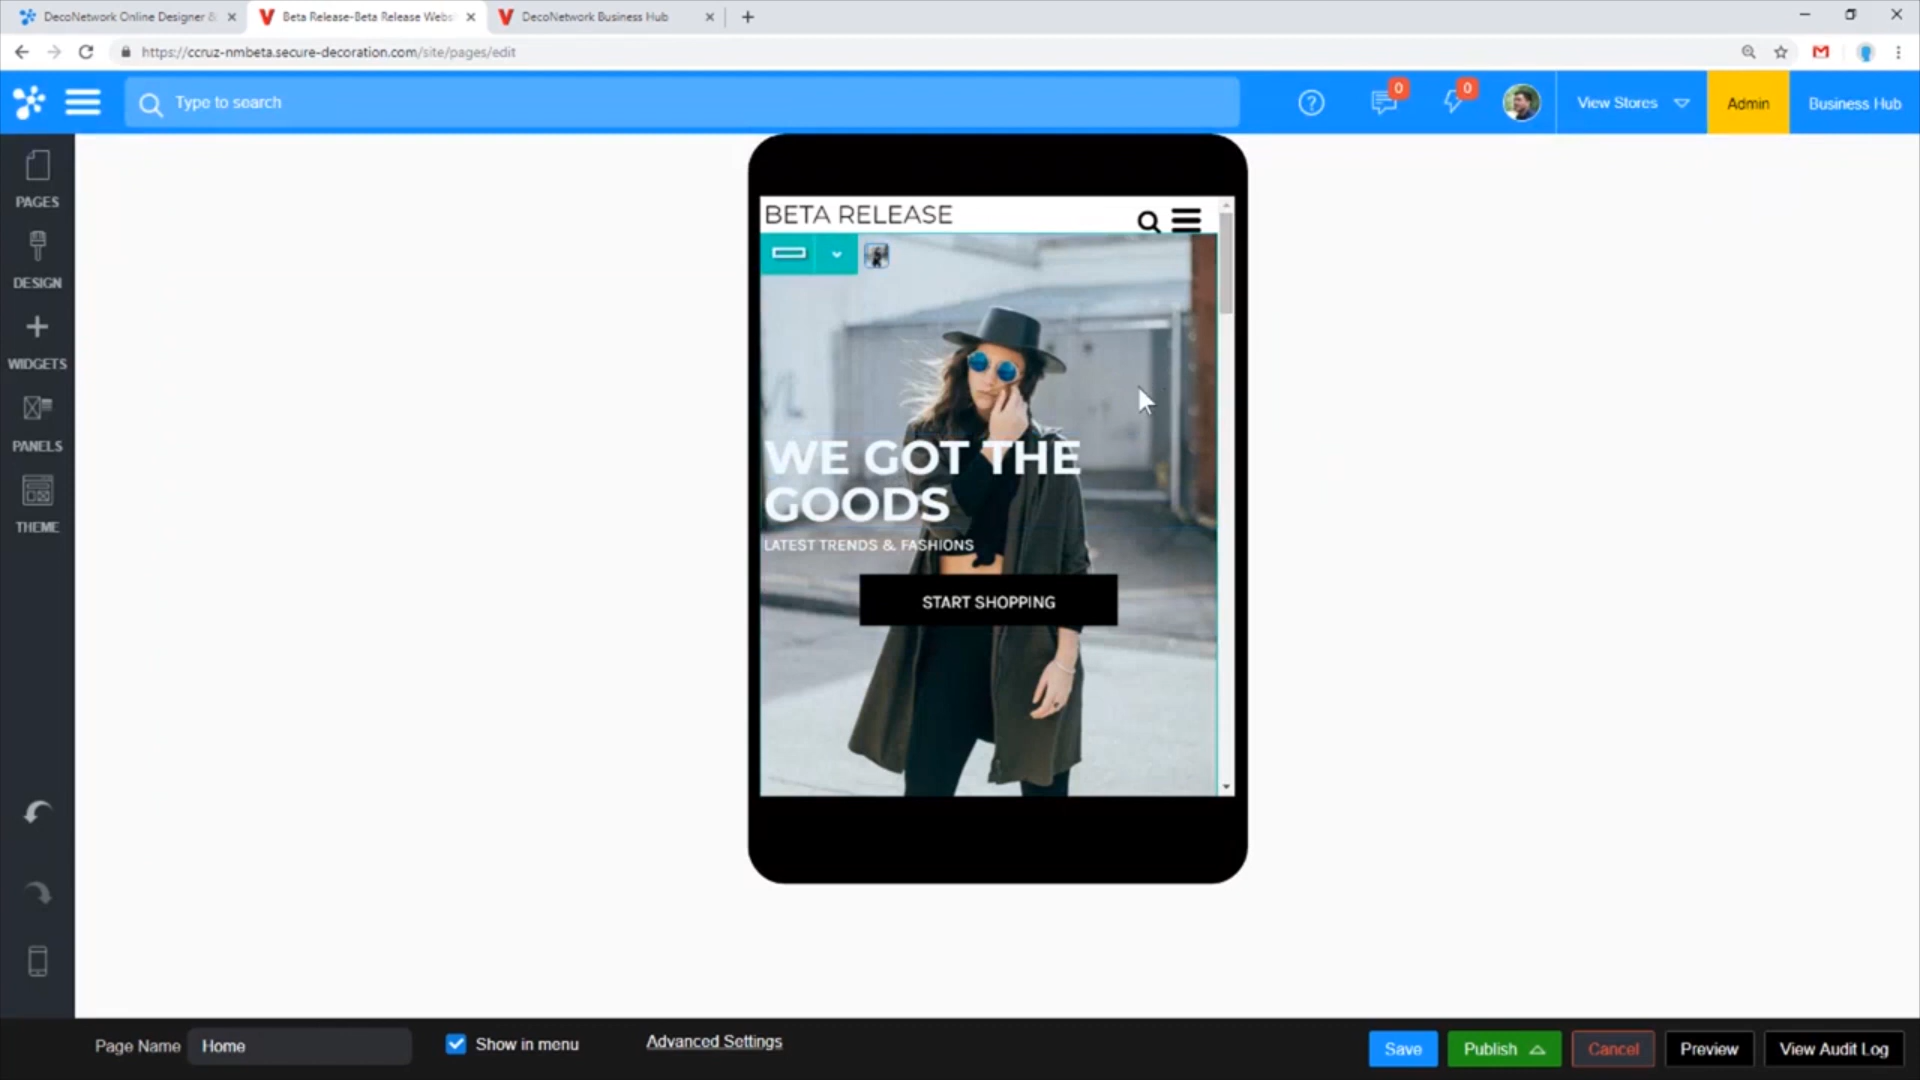 DecoNetwork Online Designer &
Beta Release-Beta Release Webs
DecoNetwork Business Hub
https://ccruz-nmbeta.secure-decoration.com/site/pages/edit
Type to search
0
0
View Stores
Admin
Business Hub
PAGES
DESIGN
WIDGETS
PANELS
THEME
BETA RELEASE
WE GOT THE
GOODS
LATEST TRENDS & FASHIONS
START SHOPPING
Page Name
Home
Show in menu
Advanced Settings
Save
Publish
Cancel
Preview
View Audit Log